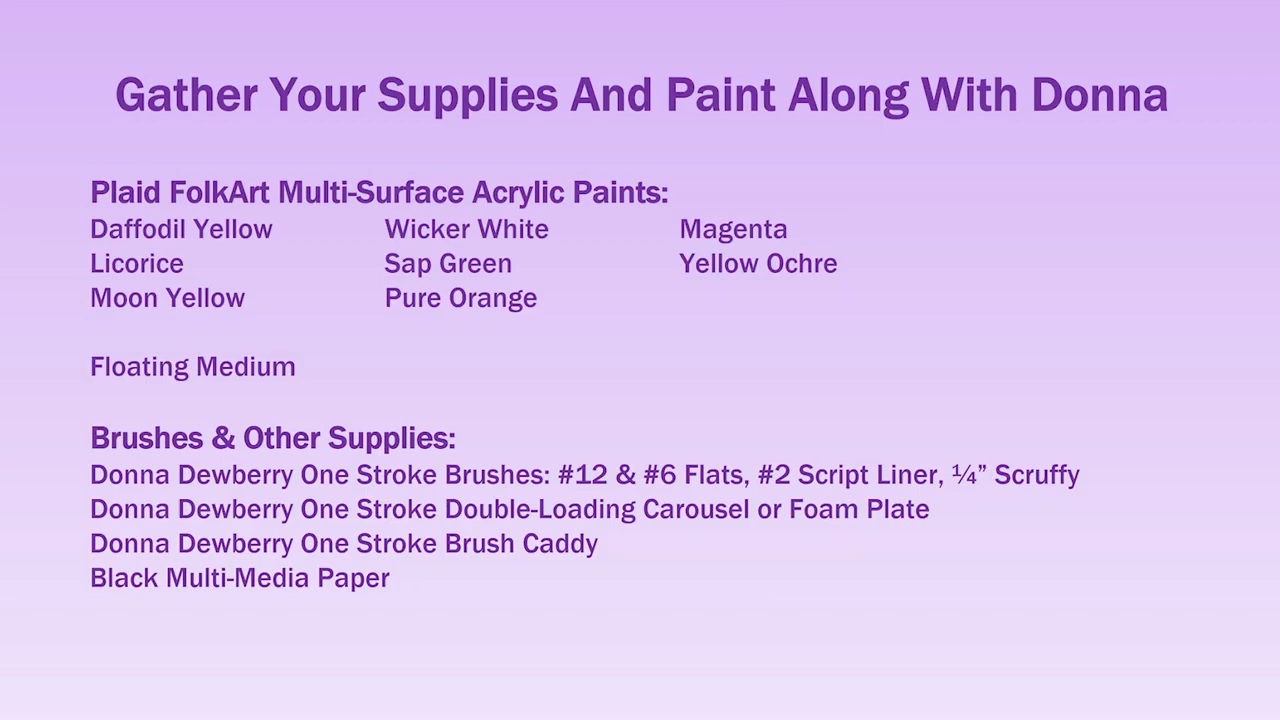 Gather Your Supplies And Paint Along With Donna
Plaid FolkArt Multi-Surface Acrylic Paints:
Daffodil Yellow Wicker White Magenta
Licorice Sap Green Yellow Ochre
Moon Yellow Pure Orange
Floating Medium
Brushes & Other Supplies:
Donna Dewberry One Stroke Brushes: #12 & #6 Flats, #2 Script Liner, ¼” Scruffy
Donna Dewberry One Stroke Double-Loading Carousel or Foam Plate
Donna Dewberry One Stroke Brush Caddy
Black Multi-Media Paper